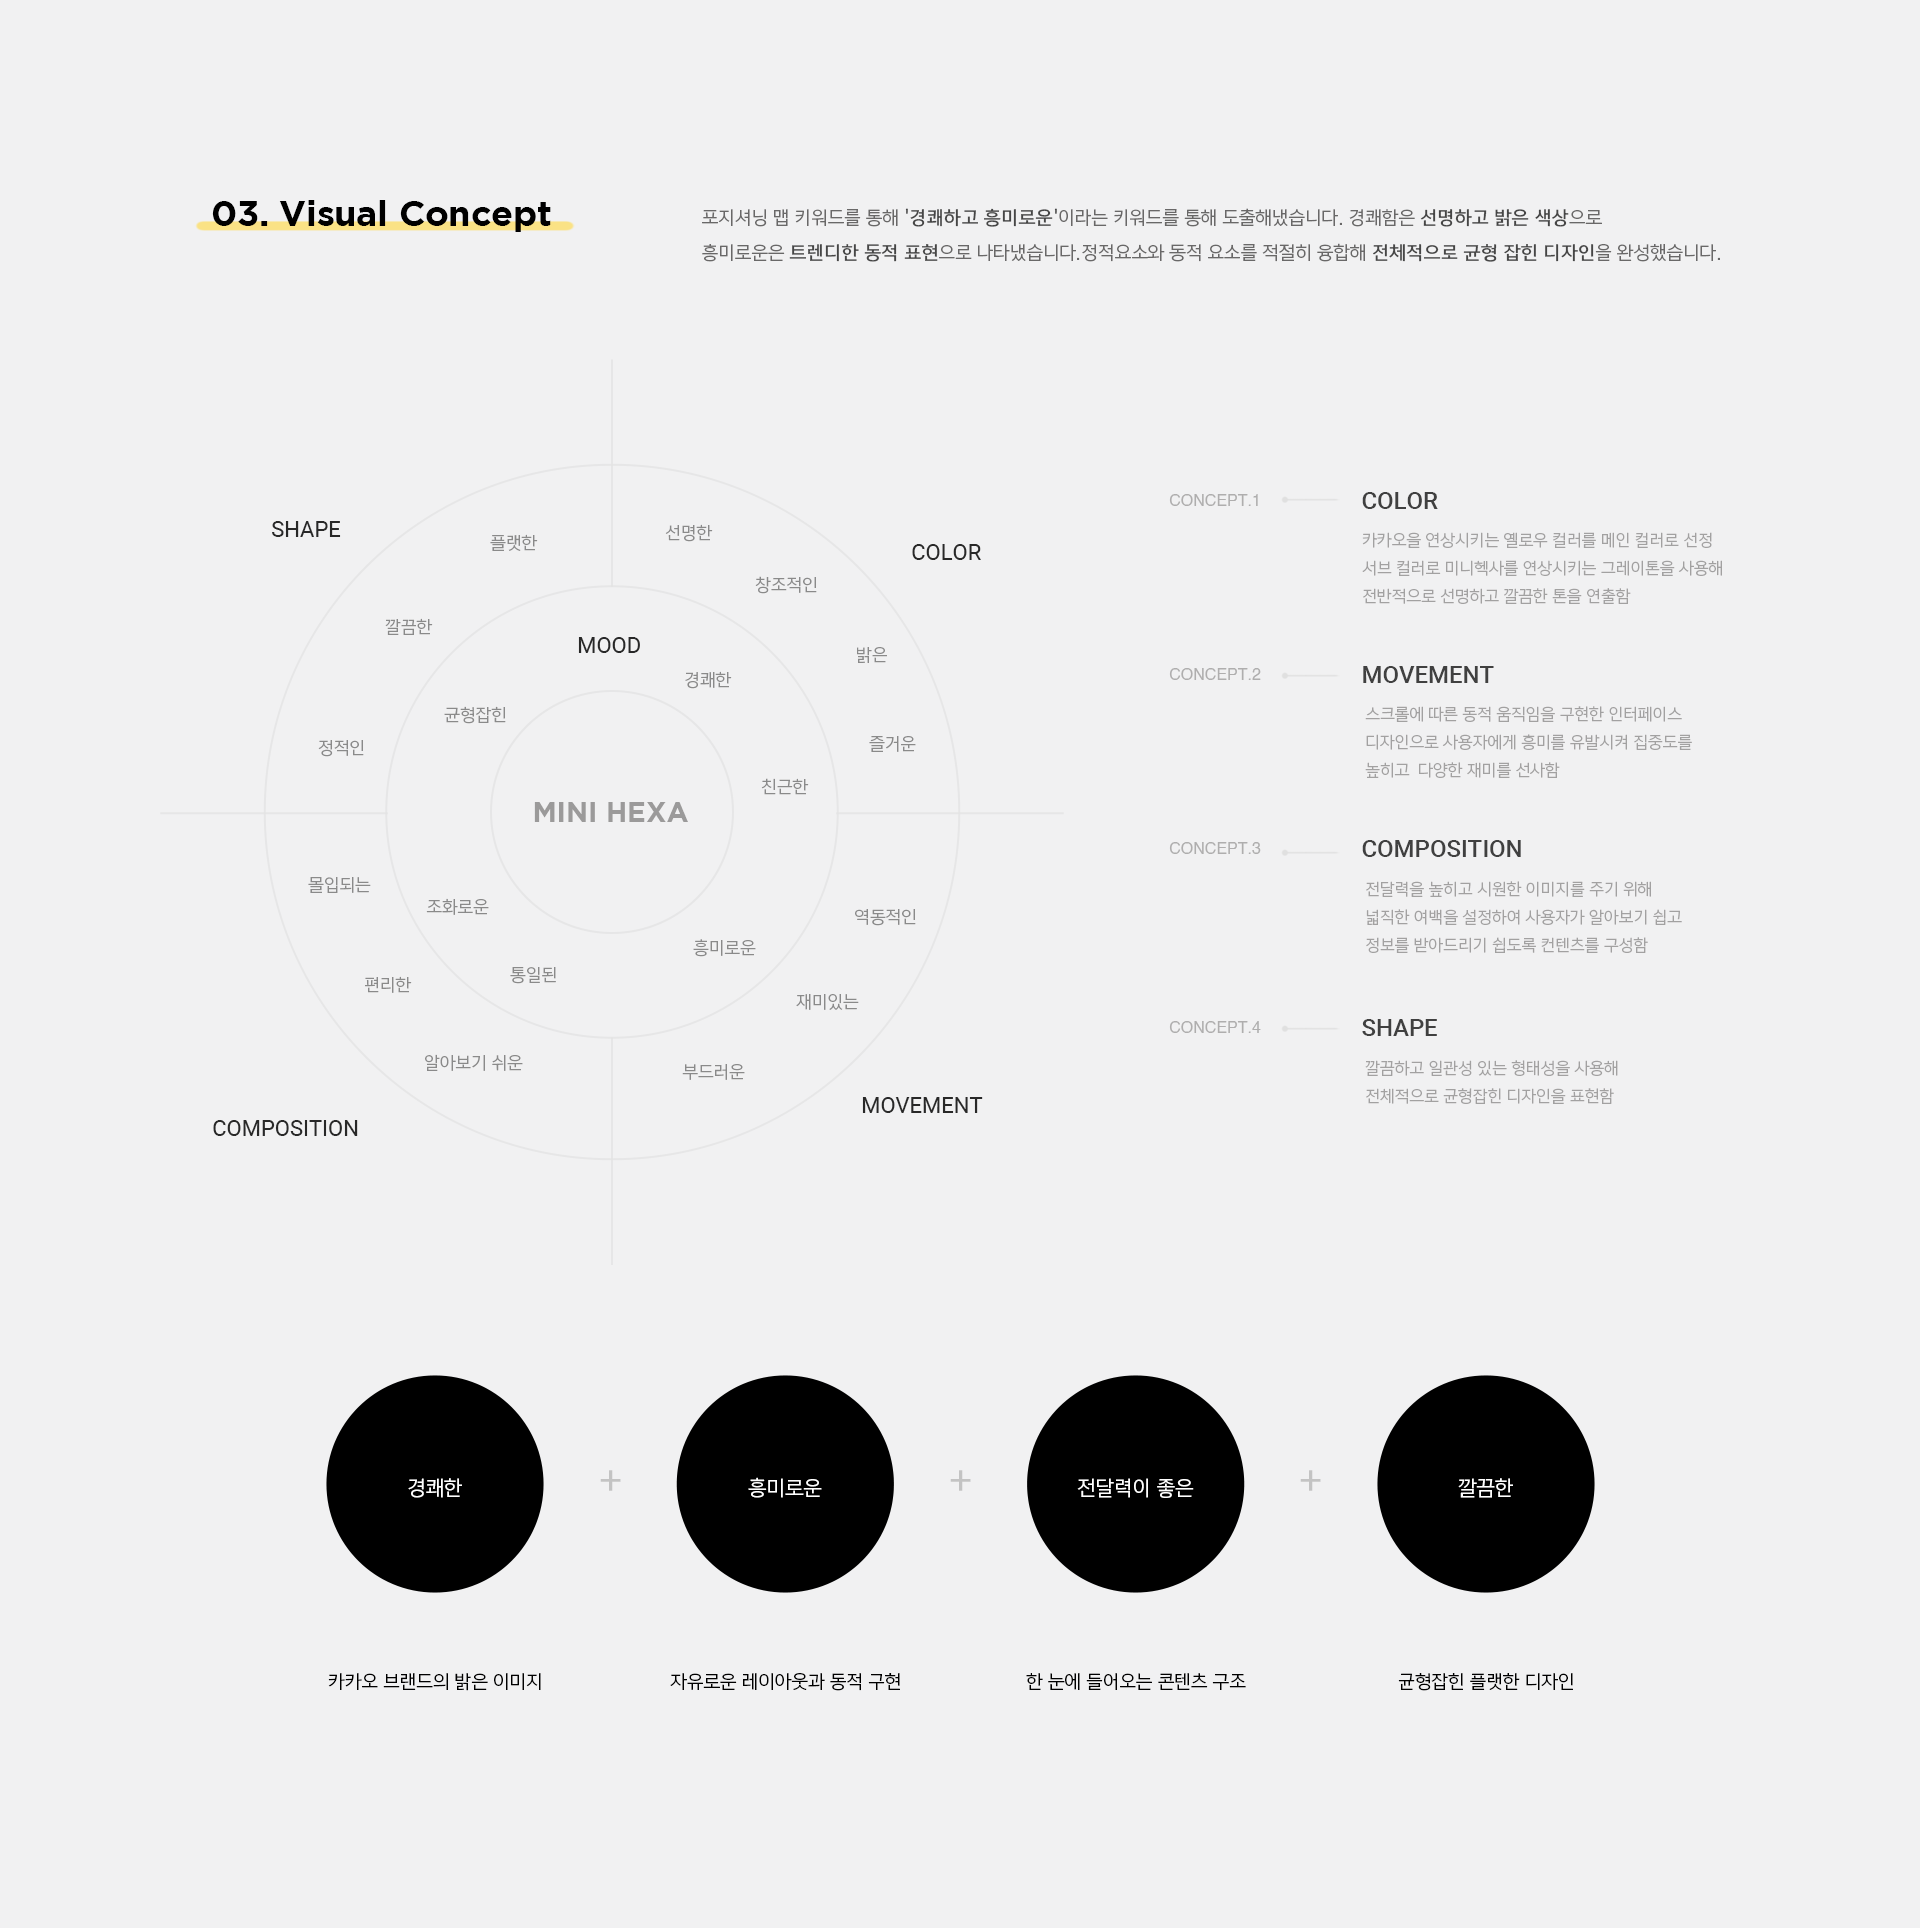 03. Visual Concept
포지셔닝 맵 키워드를 통해 '경쾌하고 흥미로운'이라는 키워드를 통해 도출해냈습니다. 경쾌함은 선명하고 밝은 색상으로
흥미로운은 트렌디한 동적 표현으로 나타냈습니다.정적요소와 동적 요소를 적절히 융합해 전체적으로 균형 잡힌 디자인을 완성했습니다.
SHAPE
COLOR
플랫한
선명한
창조적인
깔끔한
밝은
MOOD
경쾌한
균형잡힌
정적인
즐거운
친근한
MINI HEXA
몰입되는
조화로운
역동적인
흥미로운
통일된
편리한
재미있는
알아보기 쉬운
부드러운
MOVEMENT
COMPOSITION
CONCEPT.1
COLOR
카카오을 연상시키는 옐로우 컬러를 메인 컬러로 선정
서브 컬러로 미니헥사를 연상시키는 그레이톤을 사용해
전반적으로 선명하고 깔끔한 톤을 연출함
CONCEPT.2
MOVEMENT
스크롤에 따른 동적 움직임을 구현한 인터페이스
디자인으로 사용자에게 흥미를 유발시켜 집중도를
높히고 다양한 재미를 선사함
CONCEPT.3
COMPOSITION
전달력을 높히고 시원한 이미지를 주기 위해
넓직한 여백을 설정하여 사용자가 알아보기 쉽고
정보를 받아드리기 쉽도록 컨텐츠를 구성함
CONCEPT.4
SHAPE
깔끔하고 일관성 있는 형태성을 사용해
전체적으로 균형잡힌 디자인을 표현함
경쾌한 + 흥미로운 + 전달력이 좋은 + 깔끔한
카카오 브랜드의 밝은 이미지
자유로운 레이아웃과 동적 구현
한 눈에 들어오는 콘텐츠 구조
균형잡힌 플랫한 디자인